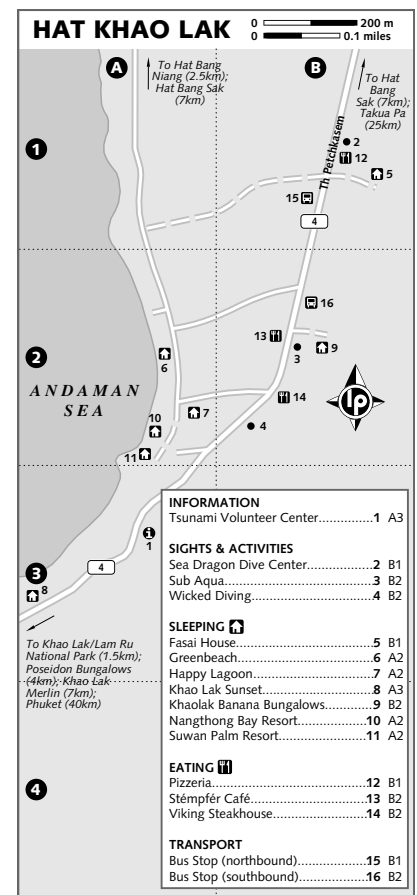 HAT KHAO LAK
0 200 m
0 0.1 miles
A
B
To Hat Bang
Niang (2.5km);
Hat Bang Sak
(7km)
To Hat
Bang
Sak (7km);
Takua Pa
(25km)
1
Th Petchkasem
2
12
5
15
4
16
13
3
9
2
6
ANDAMAN
SEA
14
10
7
4
11
lp
1
3
4
8
To Khao Lak/Lam Ru
National Park (1.5km);
Poseidon Bungalows
(4km); Khao Lak
Merlin (7km);
Phuket (40km)
4
INFORMATION
Tsunami Volunteer Center...............1 A3
SIGHTS & ACTIVITIES
Sea Dragon Dive Center...............2 B1
Sub Aqua...............3 B2
Wicked Diving...............4 B2
SLEEPING
Fasai House...............5 B1
Greenbeach...............6 A2
Happy Lagoon...............7 A2
Khao Lak Sunset...............8 A3
Khaolak Banana Bungalows...............9 B2
Nangthong Bay Resort...............10 A2
Suwan Palm Resort...............11 A2
EATING
Pizzeria...............12 B1
Stémpfér Café...............13 B2
Viking Steakhouse...............14 B2
TRANSPORT
Bus Stop (northbound)...............15 B1
Bus Stop (southbound)...............16 B2